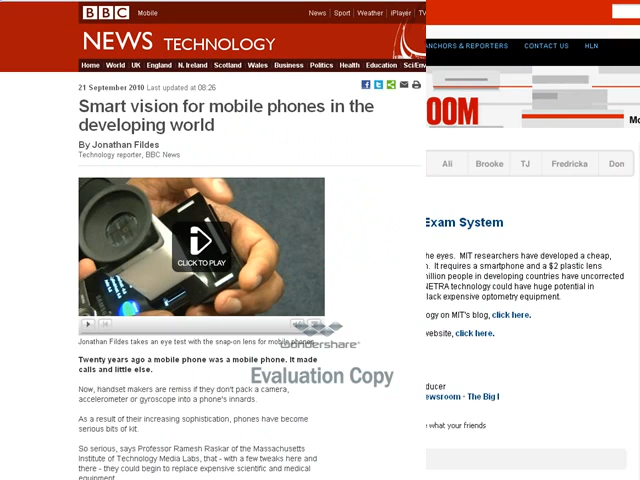 BBC Mobile News Sport Weather iPlayer TV
NEWS TECHNOLOGY
Home World UK England N. Ireland Scotland Wales Business Politics Health Education Sci/Env
21 September 2010 Last updated at 08:26
Smart vision for mobile phones in the
developing world
By Jonathan Fildes
Technology reporter, BBC News
CLICK TO PLAY
Jonathan Fildes takes an eye test with the snap-on lens for mobile phones
Twenty years ago a mobile phone was a mobile phone. It made
calls and little else.
Now, handset makers are remiss if they don't pack a camera,
accelerometer or gyroscope into a phone's innards.
As a result of their increasing sophistication, phones have become
serious bits of kit.
So serious, says Professor Ramesh Raskar of the Massachusetts
Institute of Technology Media Labs, that - with a few tweaks here and
there - they could begin to replace expensive scientific and medical
equipment.
wondershare
Evaluation Copy
ANCHORS & REPORTERS CONTACT US HLN
OOM
Mo
Ali Brooke TJ Fredricka Don
Exam System
he eyes. MIT researchers have developed a cheap,
n. It requires a smartphone and a $2 plastic lens
million people in developing countries have uncorrected
NETRA technology could have huge potential in
lack expensive optometry equipment.
ogy on MIT's blog, click here.
website, click here.
ducer
ewsroom - The Big I
e what your friends